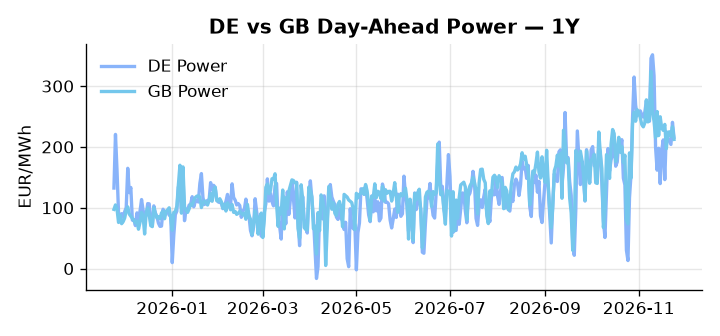 DE vs GB Day-Ahead Power — 1Y
DE Power
GB Power
EUR/MWh
300
200
100
0
2026-01 2026-03 2026-05 2026-07 2026-09 2026-11